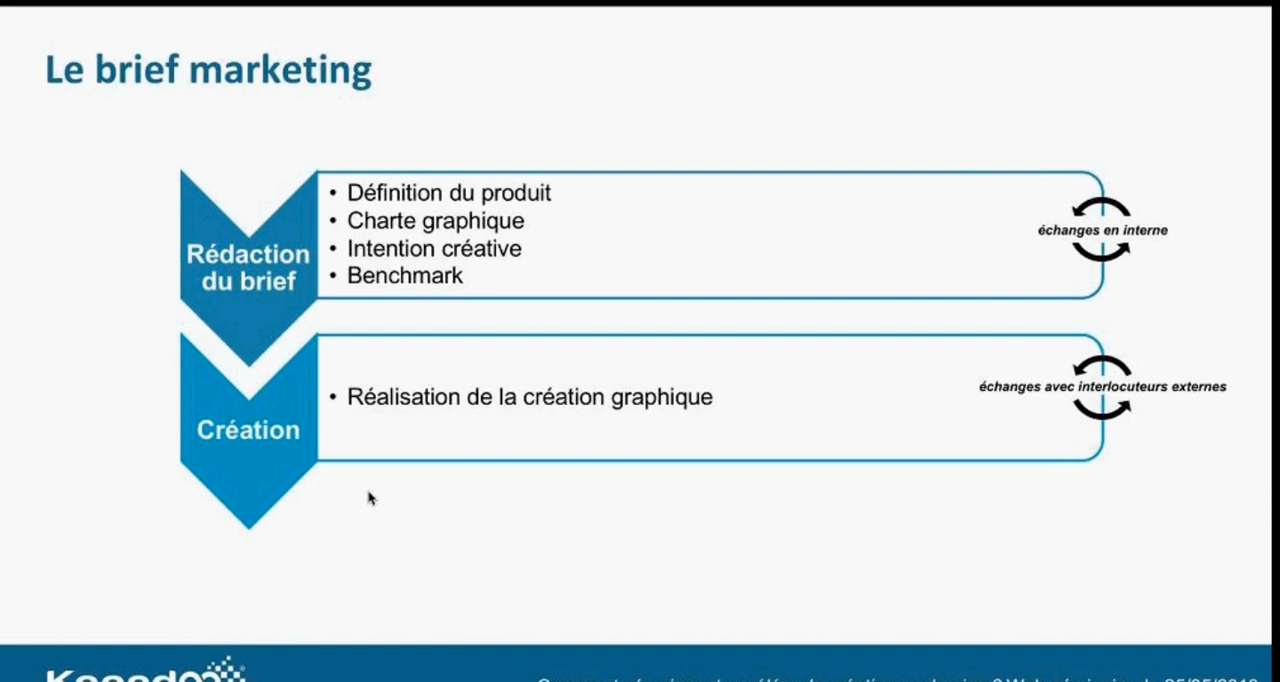 Le brief marketing
Rédaction
du brief
• Définition du produit
• Charte graphique
• Intention créative
• Benchmark
échanges en interne
Création
• Réalisation de la création graphique
échanges avec interlocuteurs externes